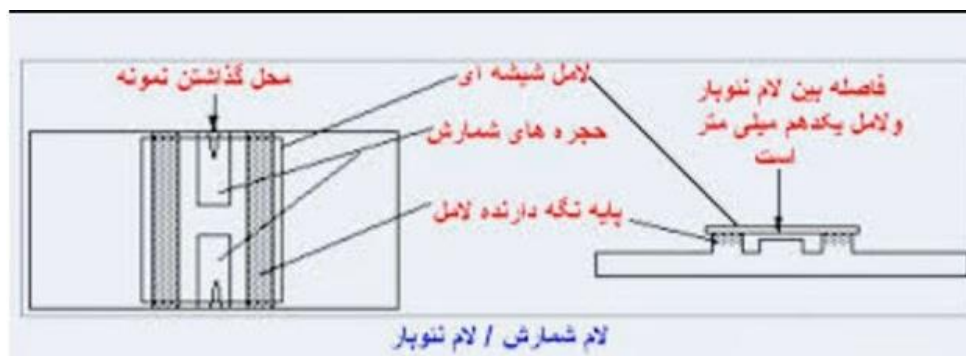 محل گذاشتن نمونه
لامل شیشه ای
حجره های شمارش
پایه نگه دارنده لامل
فاصله بین لام نئوبار
ولامل یکدهم میلی متر
است
لام شمارش / لام نئوبار